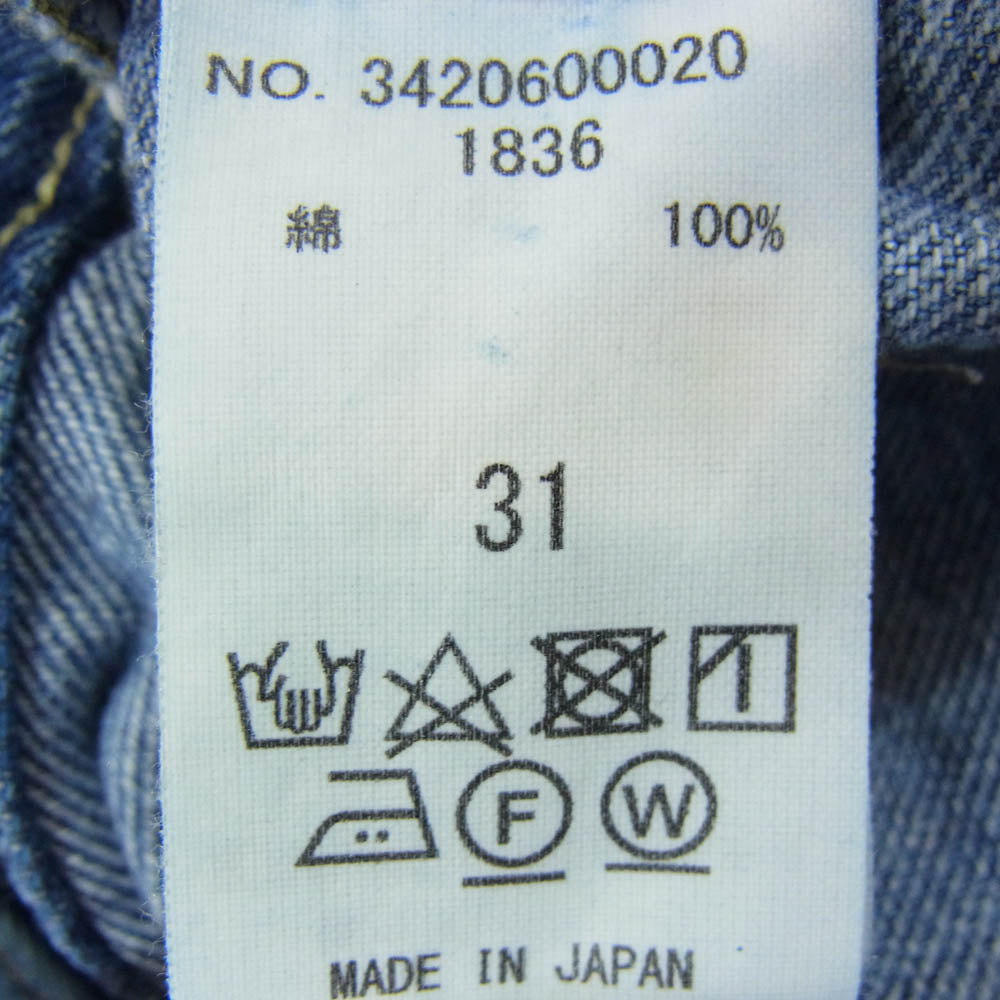 NO. 3420600020
1836
綿 100%
31
F W
MADE IN JAPAN